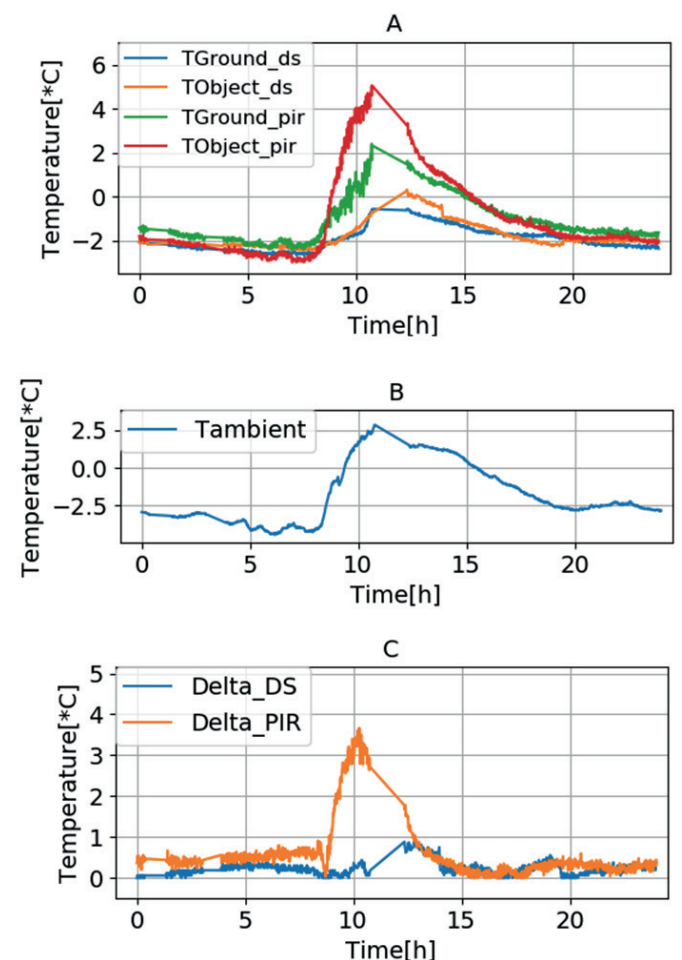 A
Temperature[*C]
6
4
2
0
−2
TGround_ds
TObject_ds
TGround_pir
TObject_pir
0 5 10 15 20
Time[h]
B
Temperature[*C]
2.5
0.0
−2.5
Tambient
0 5 10 15 20
Time[h]
C
Temperature[*C]
5
4
3
2
1
0
Delta_DS
Delta_PIR
0 5 10 15 20
Time[h]